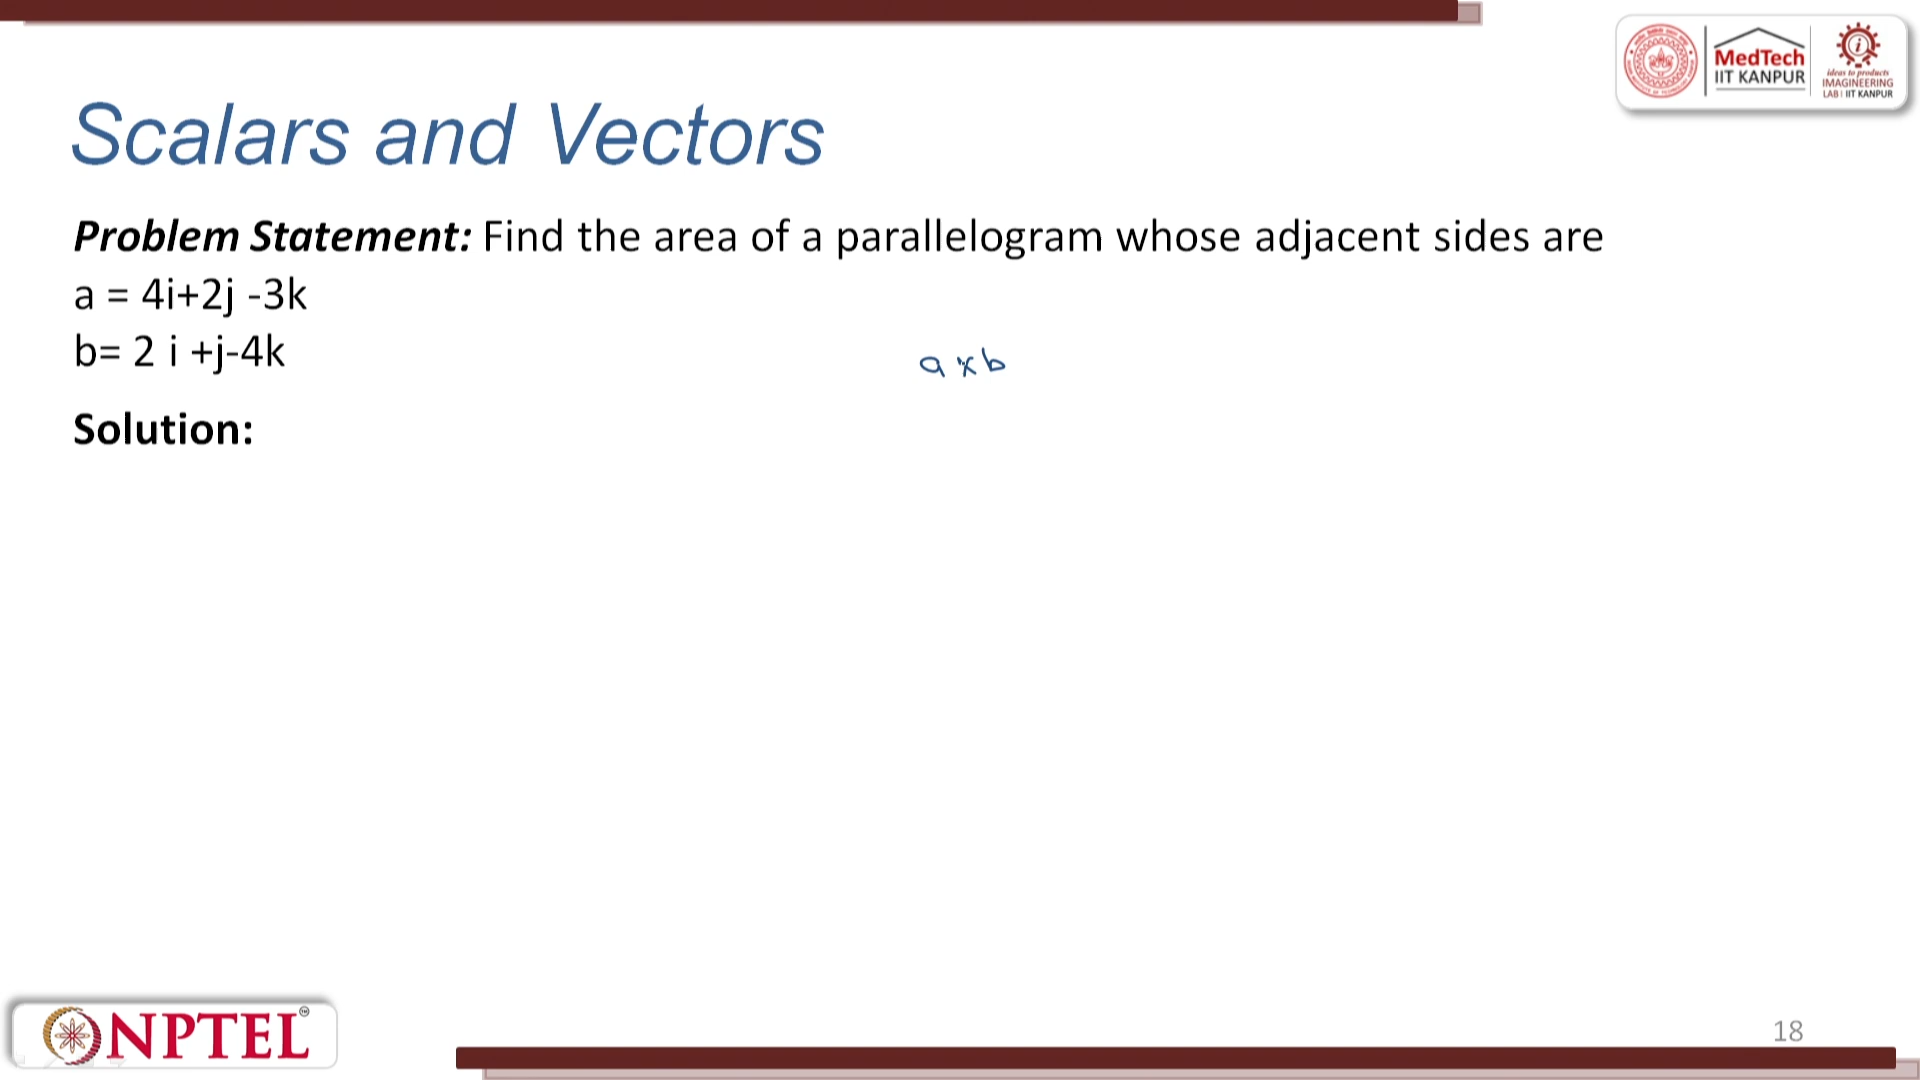 MedTech
IIT KANPUR
ideas to products
IMAGINEERING
LAB | IIT KANPUR
Scalars and Vectors
Problem Statement: Find the area of a parallelogram whose adjacent sides are
a = 4i+2j -3k
b= 2 i +j-4k
a x b
Solution:
NPTEL
18